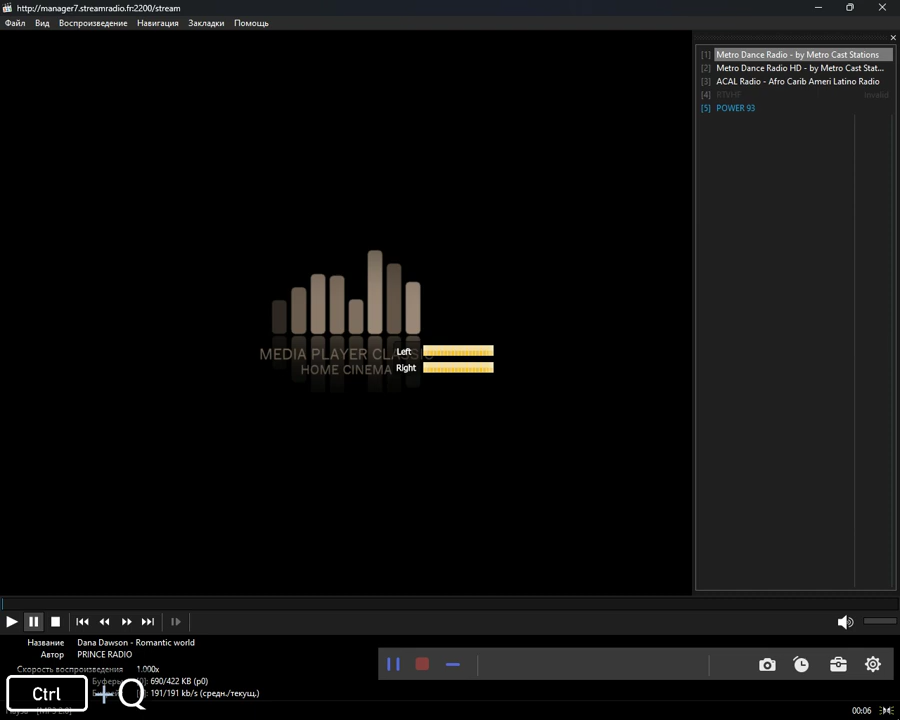 http://manager7.streamradio.fr:2200/stream
Файл Вид Воспроизведение Навигация Закладки Помощь
[1] Metro Dance Radio - by Metro Cast Stations
[2] Metro Dance Radio HD - by Metro Cast Stat...
[3] ACAL Radio - Afro Carib Ameri Latino Radio
[4] RTVHF invalid
[5] POWER 93
MEDIA PLAYER CLASSIC
HOME CINEMA
Left
Right
Название Dana Dawson - Romantic world
Автор PRINCE RADIO
Скорость воспроизведения 1.000x
Буферы [0]: 690/422 KB (p0)
191/191 kb/s (средн./текущ.)
Ctrl +Q
00:06